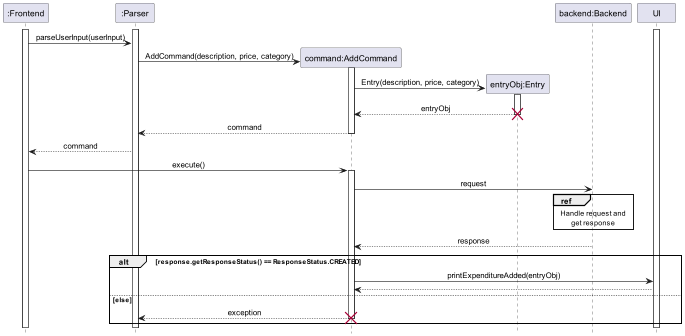 :Frontend
:Parser
backend:Backend
UI
parseUserInput(userInput)
AddCommand(description, price, category)
command:AddCommand
Entry(description, price, category)
entryObj:Entry
entryObj
command
command
execute()
request
ref
Handle request and
get response
response
alt
[response.getResponseStatus() == ResponseStatus.CREATED]
printExpenditureAdded(entryObj)
[else]
exception